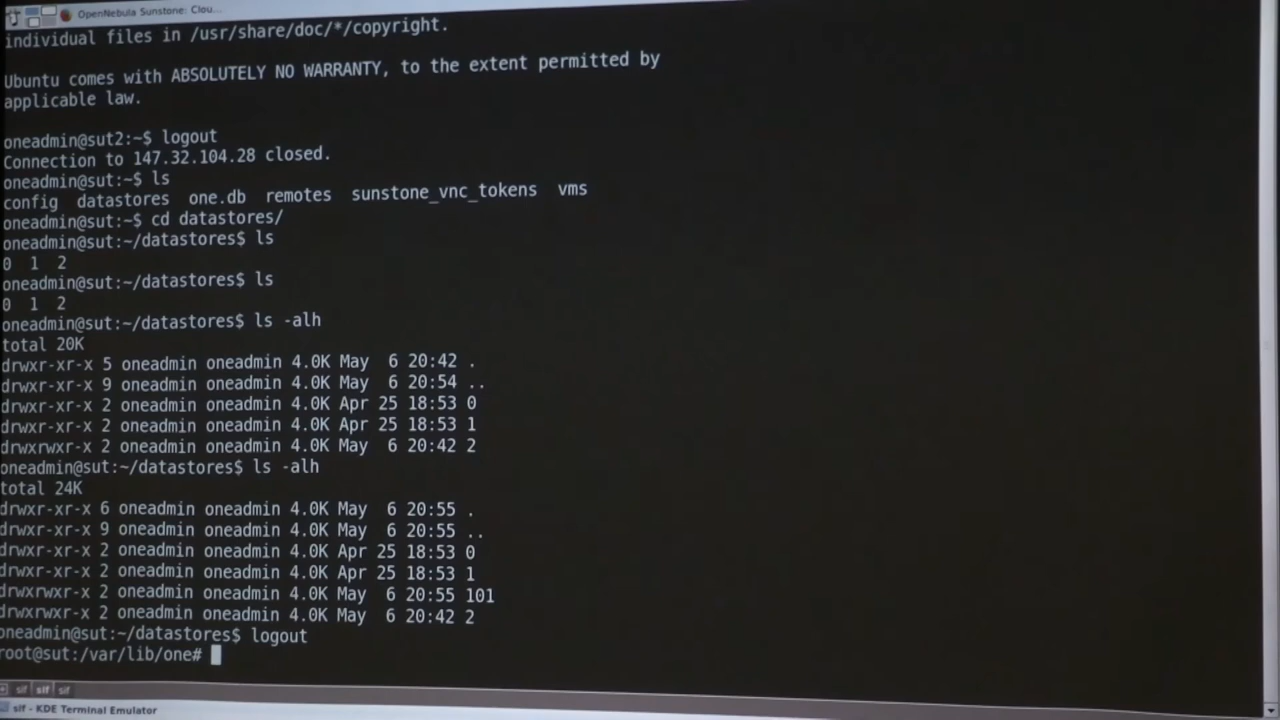 OpenNebula Sunstone: Clou...
individual files in /usr/share/doc/*/copyright.
Ubuntu comes with ABSOLUTELY NO WARRANTY, to the extent permitted by
applicable law.
oneadmin@sut2:~$ logout
Connection to 147.32.104.28 closed.
oneadmin@sut:~$ ls
config  datastores  one.db  remotes  sunstone_vnc_tokens  vms
oneadmin@sut:~$ cd datastores/
oneadmin@sut:~/datastores$ ls
0  1  2
oneadmin@sut:~/datastores$ ls
0  1  2
oneadmin@sut:~/datastores$ ls -alh
total 20K
drwxr-xr-x 5 oneadmin oneadmin 4.0K May  6 20:42 .
drwxr-xr-x 9 oneadmin oneadmin 4.0K May  6 20:54 ..
drwxr-xr-x 2 oneadmin oneadmin 4.0K Apr 25 18:53 0
drwxr-xr-x 2 oneadmin oneadmin 4.0K Apr 25 18:53 1
drwxrwxr-x 2 oneadmin oneadmin 4.0K May  6 20:42 2
oneadmin@sut:~/datastores$ ls -alh
total 24K
drwxr-xr-x 6 oneadmin oneadmin 4.0K May  6 20:55 .
drwxr-xr-x 9 oneadmin oneadmin 4.0K May  6 20:55 ..
drwxr-xr-x 2 oneadmin oneadmin 4.0K Apr 25 18:53 0
drwxr-xr-x 2 oneadmin oneadmin 4.0K Apr 25 18:53 1
drwxrwxr-x 2 oneadmin oneadmin 4.0K May  6 20:55 101
drwxrwxr-x 2 oneadmin oneadmin 4.0K May  6 20:42 2
oneadmin@sut:~/datastores$ logout
root@sut:/var/lib/one#
slf slf slf
slf - KDE Terminal Emulator